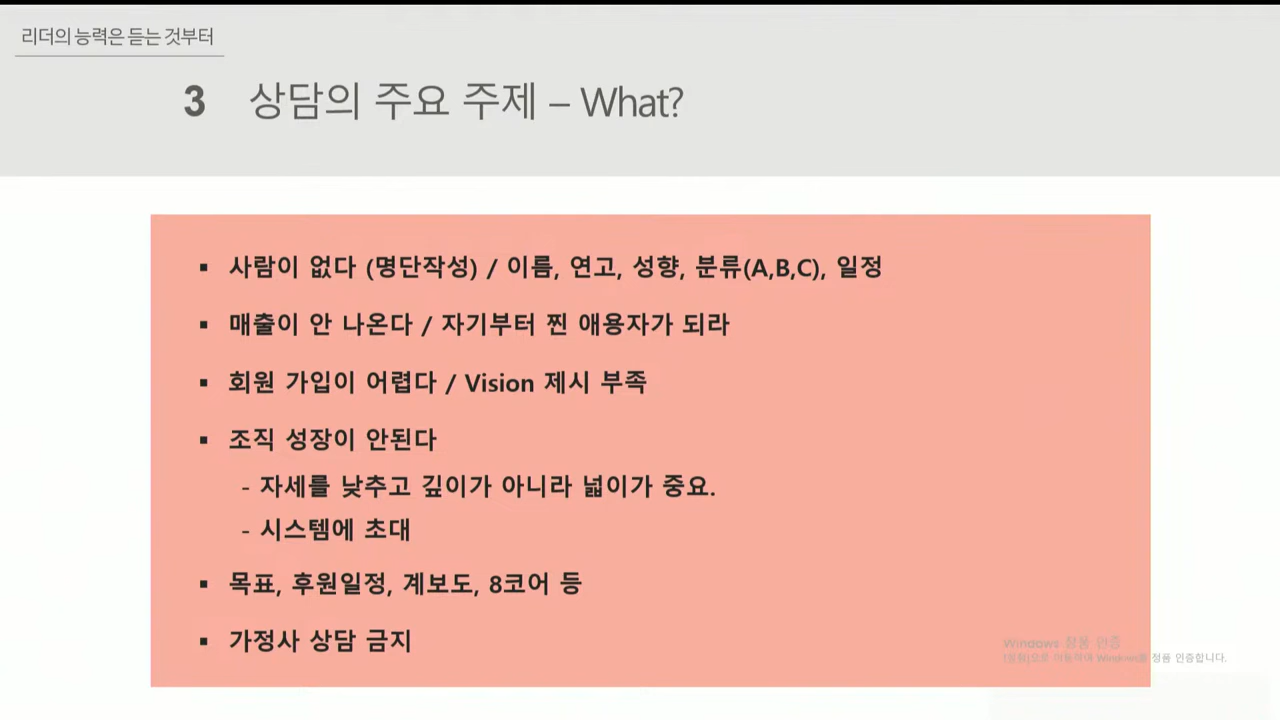 리더의 능력은 듣는 것부터
3 상담의 주요 주제 – What?
▪ 사람이 없다 (명단작성) / 이름, 연고, 성향, 분류(A,B,C), 일정
▪ 매출이 안 나온다 / 자기부터 찐 애용자가 되라
▪ 회원 가입이 어렵다 / Vision 제시 부족
▪ 조직 성장이 안된다
- 자세를 낮추고 깊이가 아니라 넓이가 중요.
- 시스템에 초대
▪ 목표, 후원일정, 계보도, 8코어 등
▪ 가정사 상담 금지
Windows 정품 인증
[설정]으로 이동하여 Windows를 정품 인증합니다.